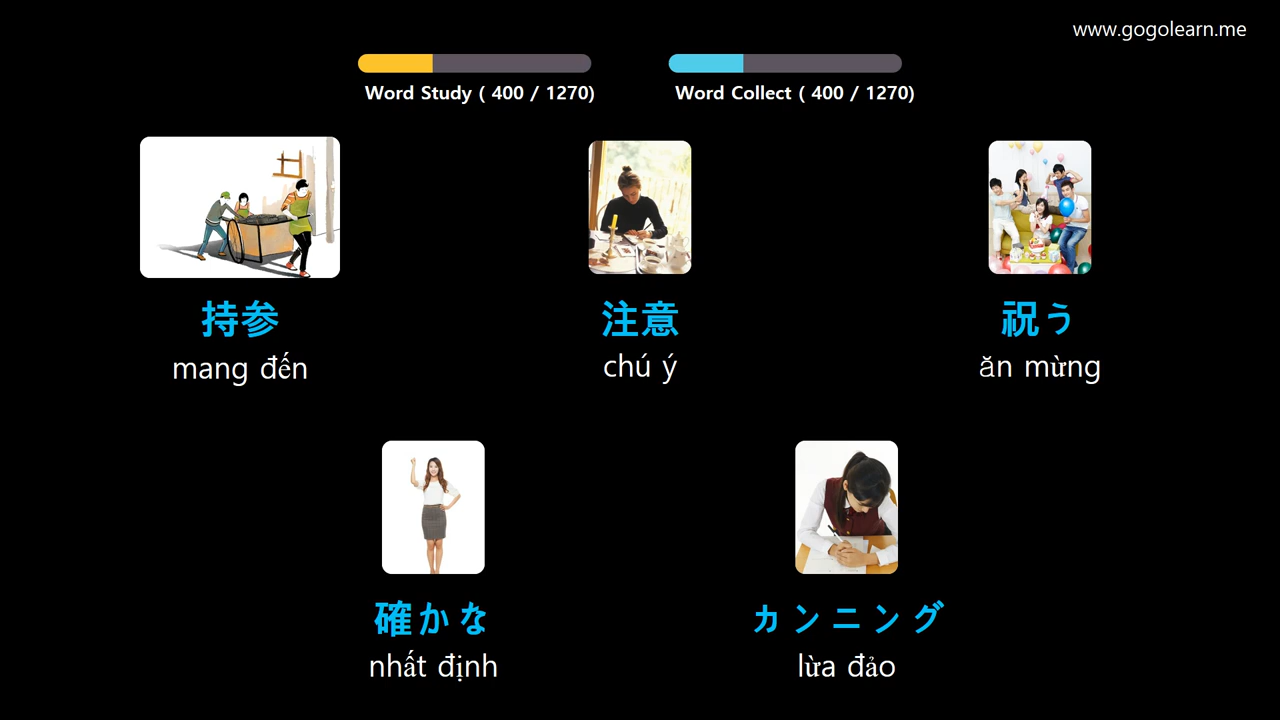 www.gogolearn.me
Word Study ( 400 / 1270)
Word Collect ( 400 / 1270)
持参
mang đến
注意
chú ý
祝う
ăn mừng
確かな
nhất định
カンニング
lừa đảo